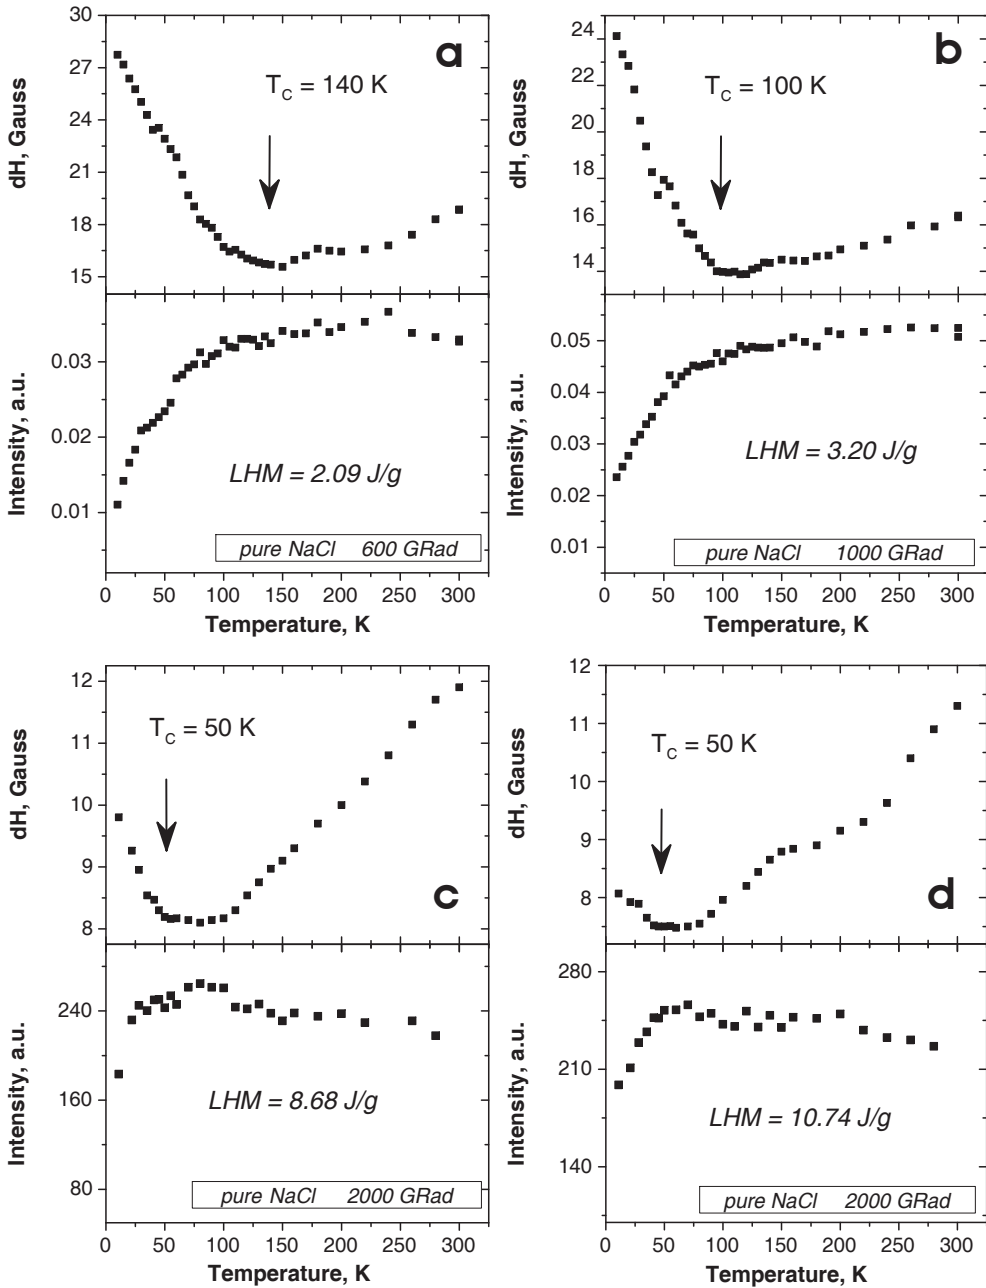 a
T_C = 140 K
dH, Gauss
30
27
24
21
18
15
Intensity, a.u.
0.03
0.02
0.01
LHM = 2.09 J/g
pure NaCl 600 GRad
0 50 100 150 200 250 300
Temperature, K
b
T_C = 100 K
dH, Gauss
24
22
20
18
16
14
Intensity, a.u.
0.05
0.04
0.03
0.02
0.01
LHM = 3.20 J/g
pure NaCl 1000 GRad
0 50 100 150 200 250 300
Temperature, K
c
T_C = 50 K
dH, Gauss
12
11
10
9
8
Intensity, a.u.
240
160
80
LHM = 8.68 J/g
pure NaCl 2000 GRad
0 50 100 150 200 250 300
Temperature, K
d
T_C = 50 K
dH, Gauss
12
11
10
9
8
Intensity, a.u.
280
210
140
LHM = 10.74 J/g
pure NaCl 2000 GRad
0 50 100 150 200 250 300
Temperature, K